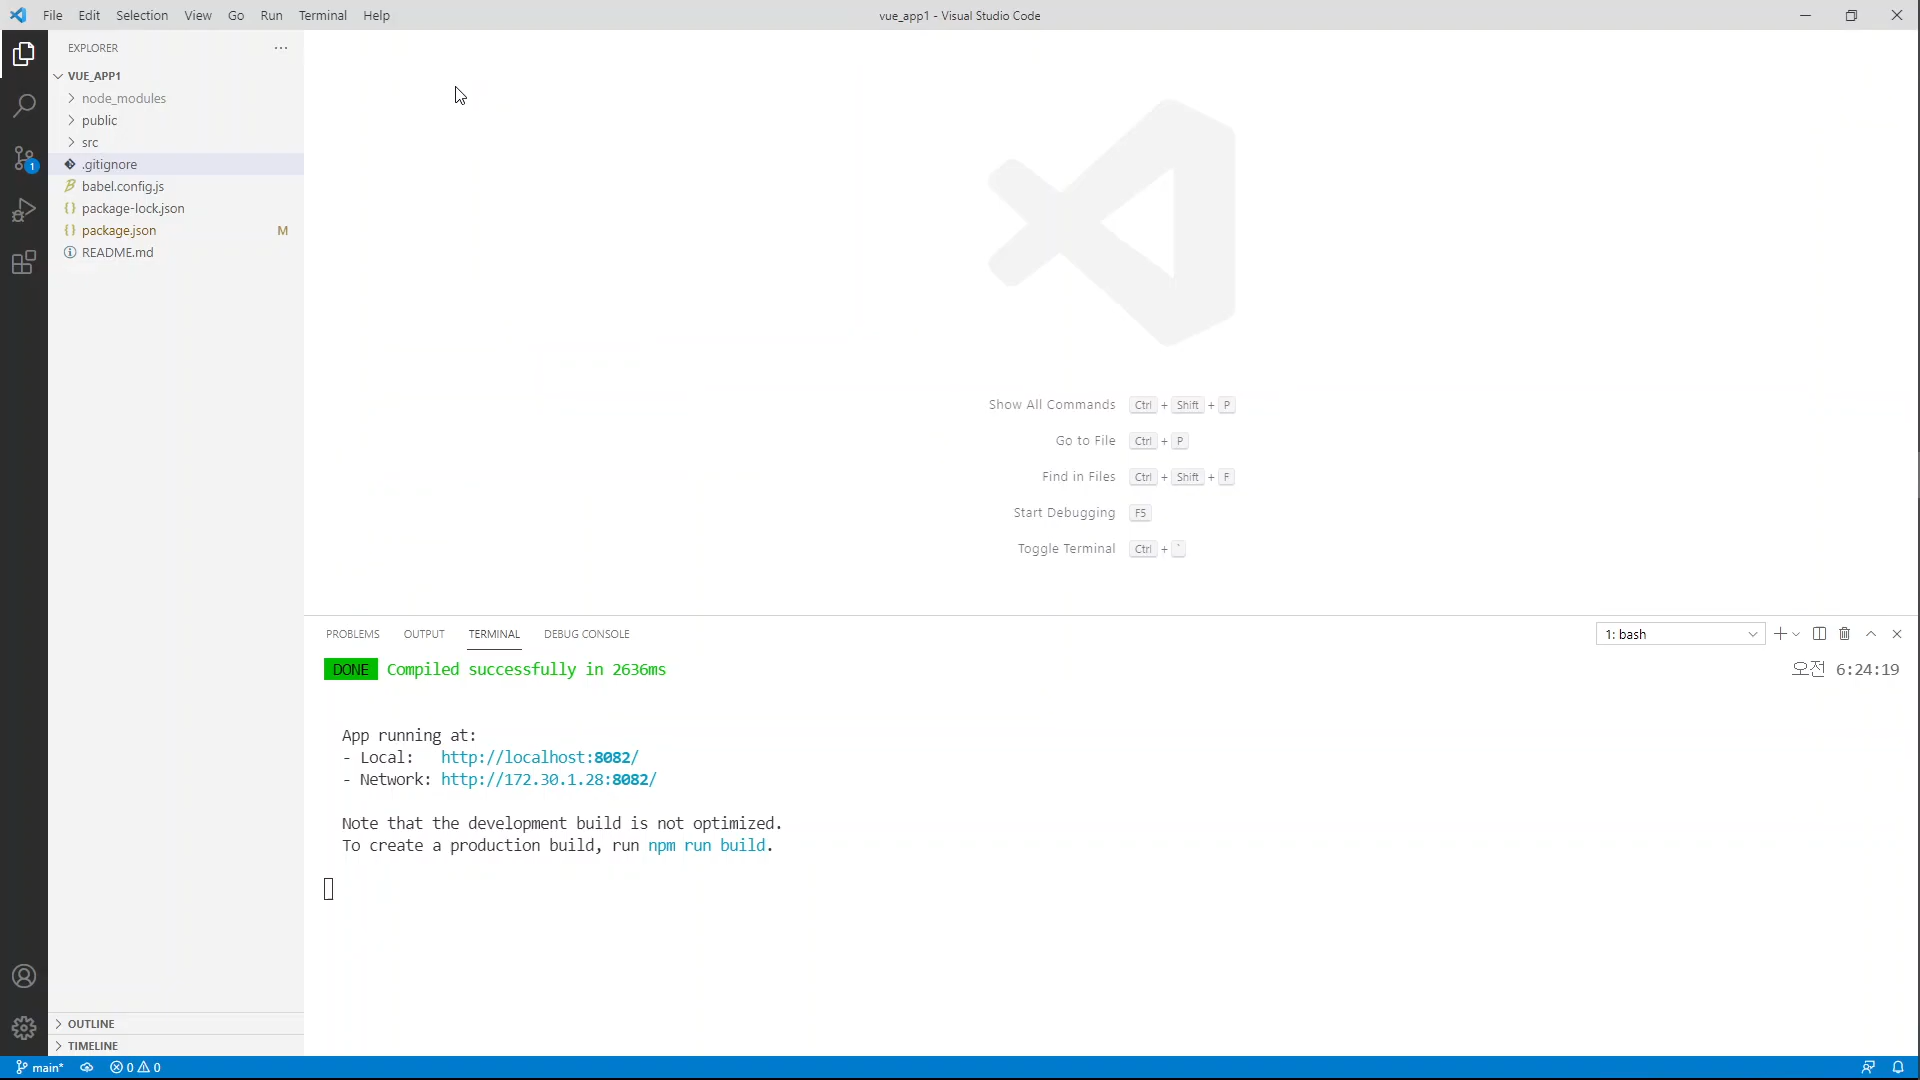 File Edit Selection View Go Run Terminal Help
vue_app1 - Visual Studio Code
EXPLORER
VUE_APP1
node_modules
public
src
.gitignore
babel.config.js
package-lock.json
package.json M
README.md
OUTLINE
TIMELINE
1
Show All Commands Ctrl + Shift + P
Go to File Ctrl + P
Find in Files Ctrl + Shift + F
Start Debugging F5
Toggle Terminal Ctrl + `
PROBLEMS OUTPUT TERMINAL DEBUG CONSOLE
1: bash
DONE Compiled successfully in 2636ms 오전 6:24:19
App running at:
- Local: http://localhost:8082/
- Network: http://172.30.1.28:8082/
Note that the development build is not optimized.
To create a production build, run npm run build.
main* 0 0